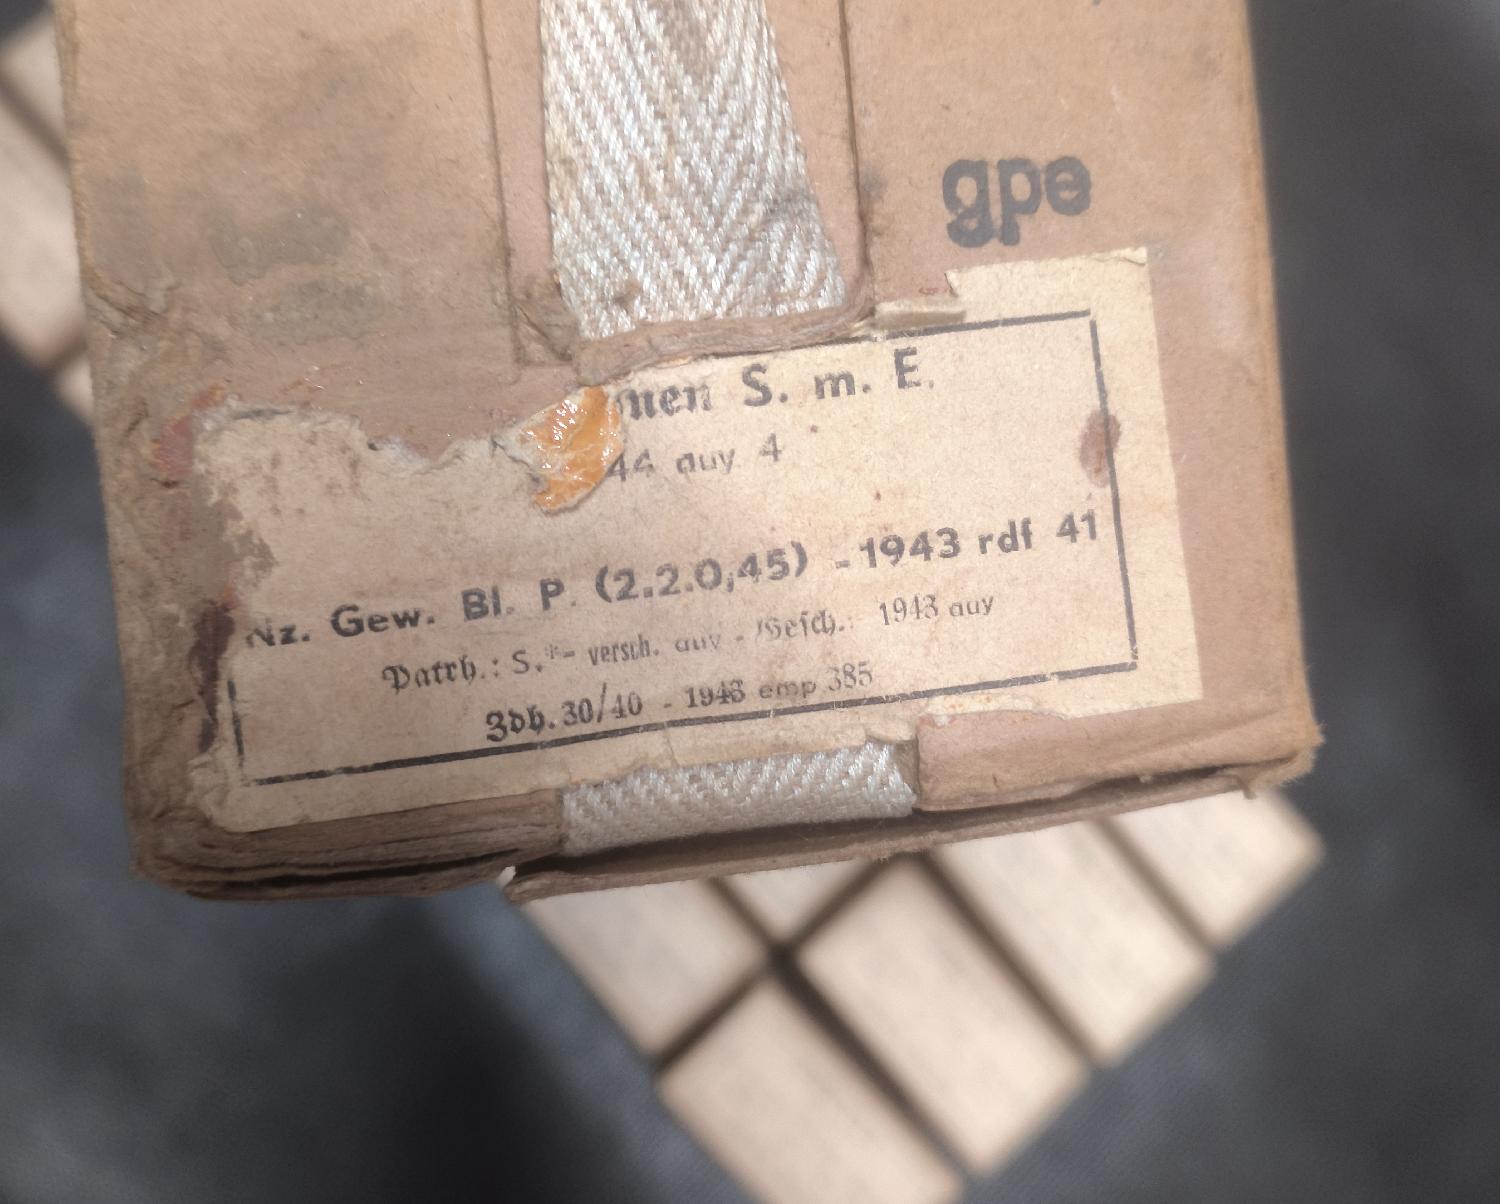 gpe
S. m. E.
44 auy 4
Nz. Gew. Bl. P. (2.2.0,45) - 1943 rdf 41
Patrh.: S.*- versch. auy - Gesch.: 1943 auy
Zdh. 30/40 - 1943 emp 385